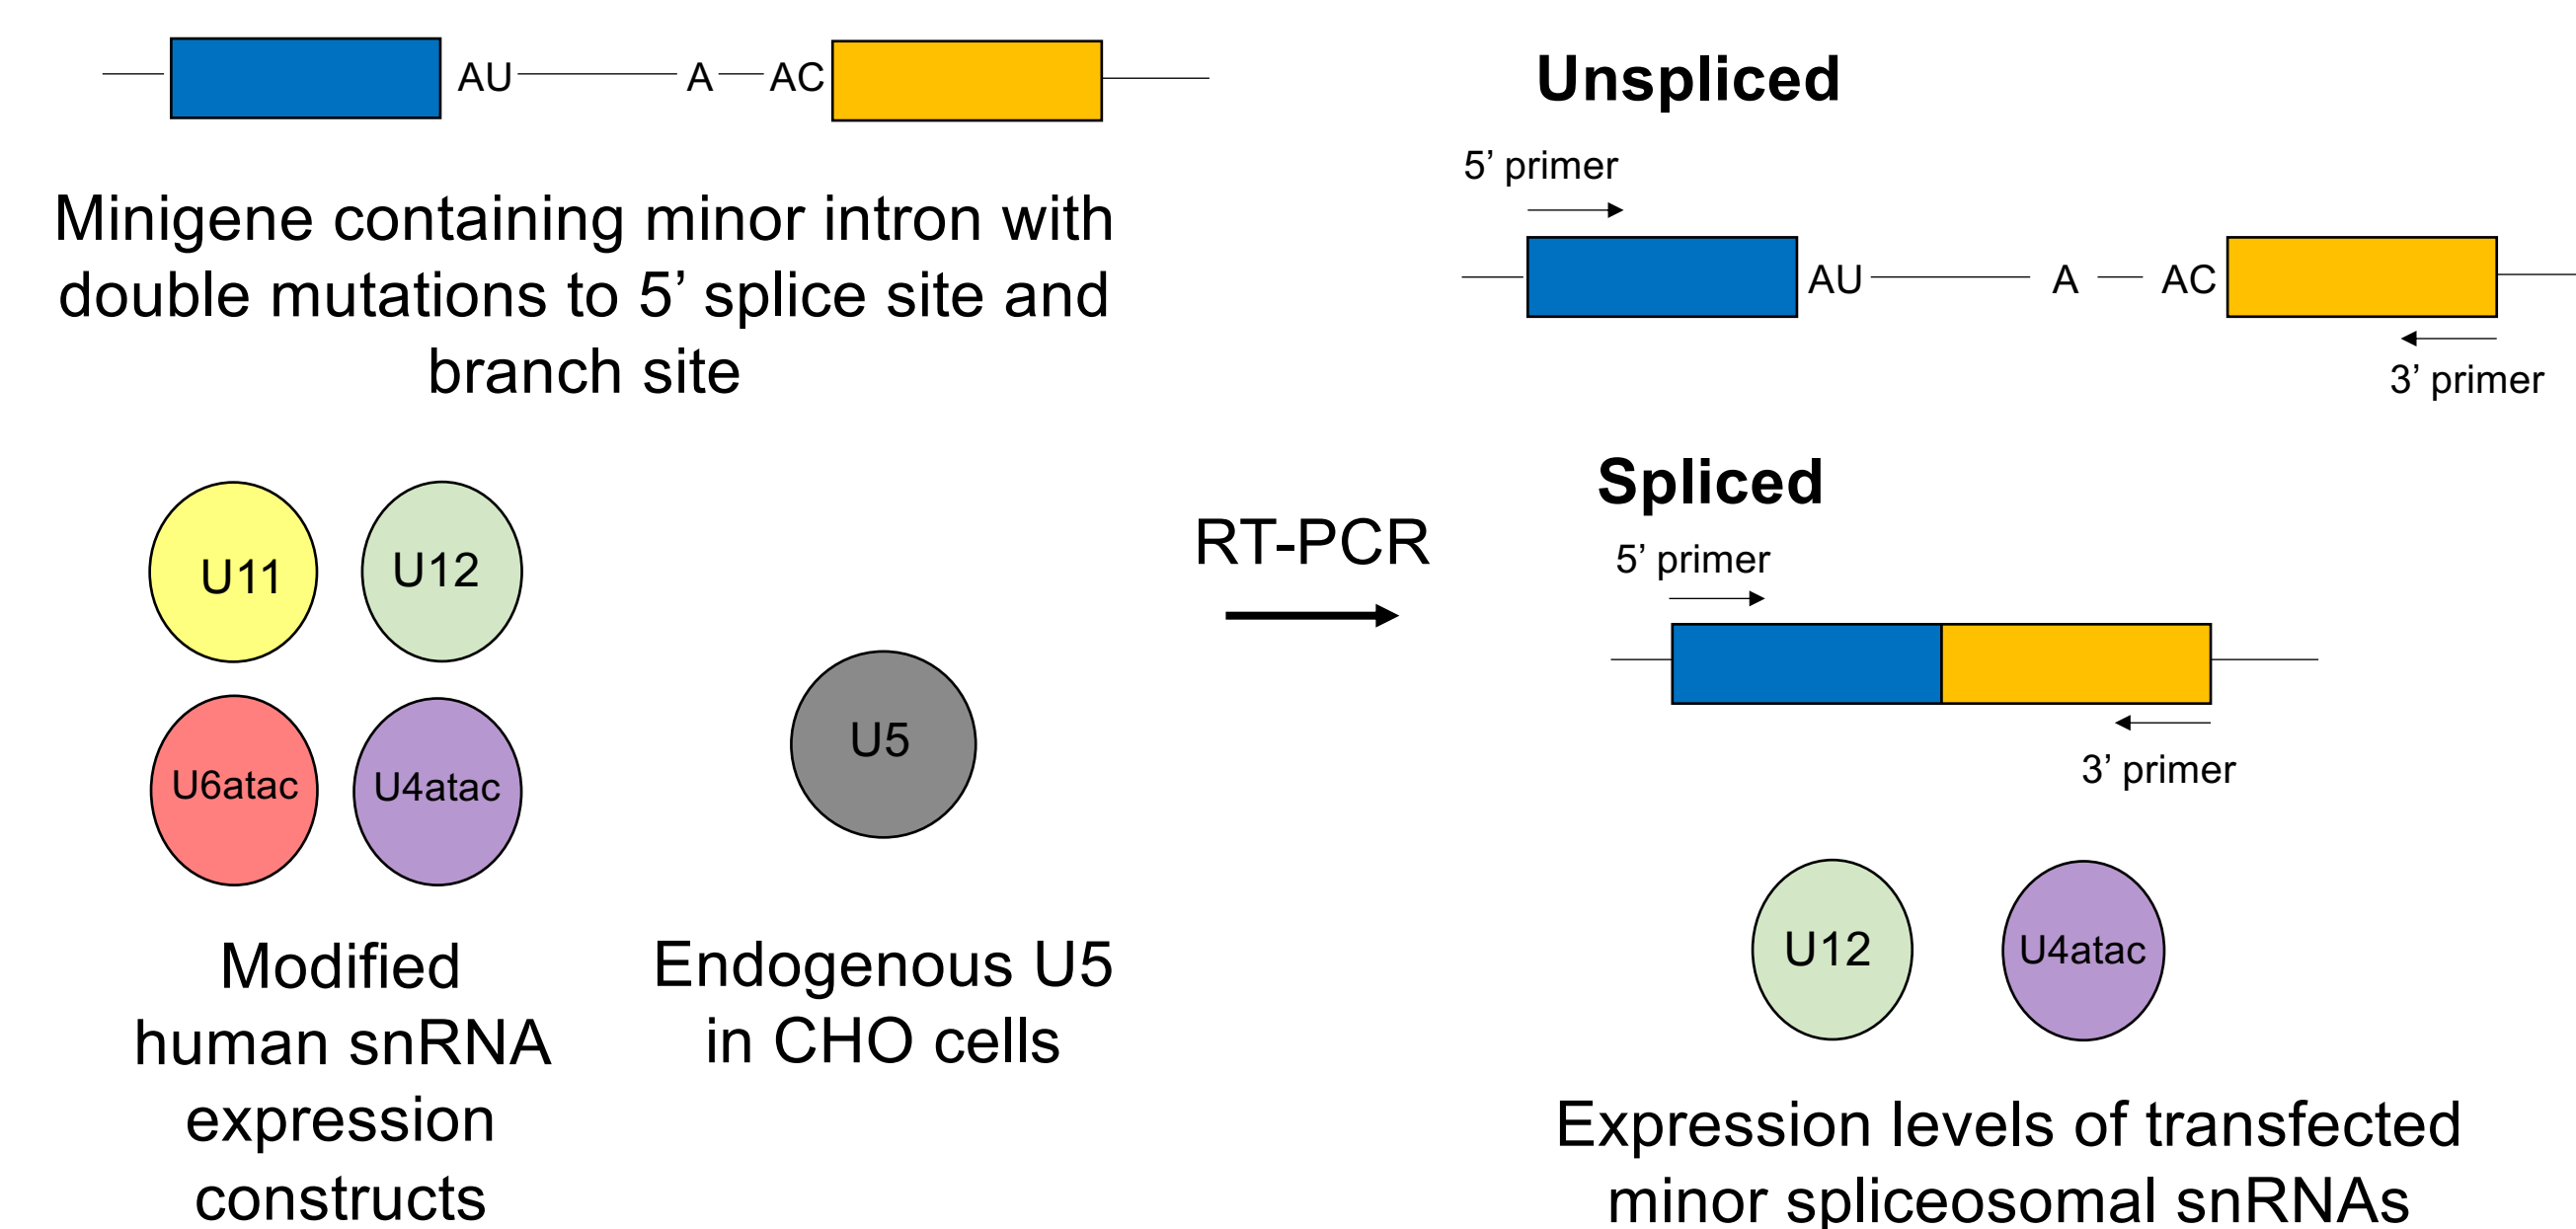 AU A AC
Minigene containing minor intron with
double mutations to 5’ splice site and
branch site
U11 U12
U6atac U4atac
Modified
human snRNA
expression
constructs
U5
Endogenous U5
in CHO cells
RT-PCR
Unspliced
5’ primer
AU A AC
3’ primer
Spliced
5’ primer
3’ primer
U12 U4atac
Expression levels of transfected
minor spliceosomal snRNAs